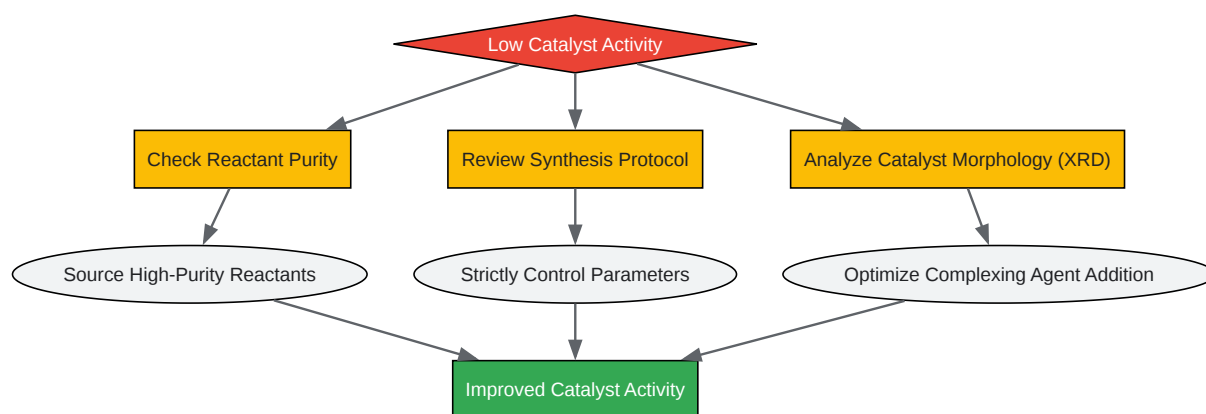 Low Catalyst Activity
Check Reactant Purity
Review Synthesis Protocol
Analyze Catalyst Morphology (XRD)
Source High-Purity Reactants
Strictly Control Parameters
Optimize Complexing Agent Addition
Improved Catalyst Activity